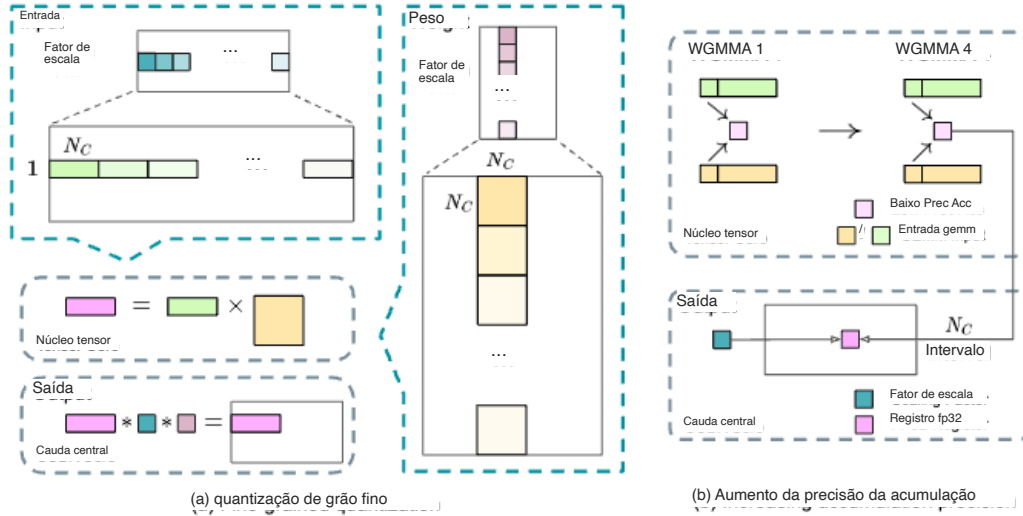 Entrada
Fator de
escala
...
N_C
1
...
Peso
Fator de
escala
...
N_C
N_C
...
= ×
Núcleo tensor
Saída
* * =
Cauda central
(a) quantização de grão fino
WGMMA 1
WGMMA 4
Baixo Prec Acc
/ Entrada gemm
Núcleo tensor
Saída
N_C
Intervalo
Fator de escala
Registro fp32
Cauda central
(b) Aumento da precisão da acumulação